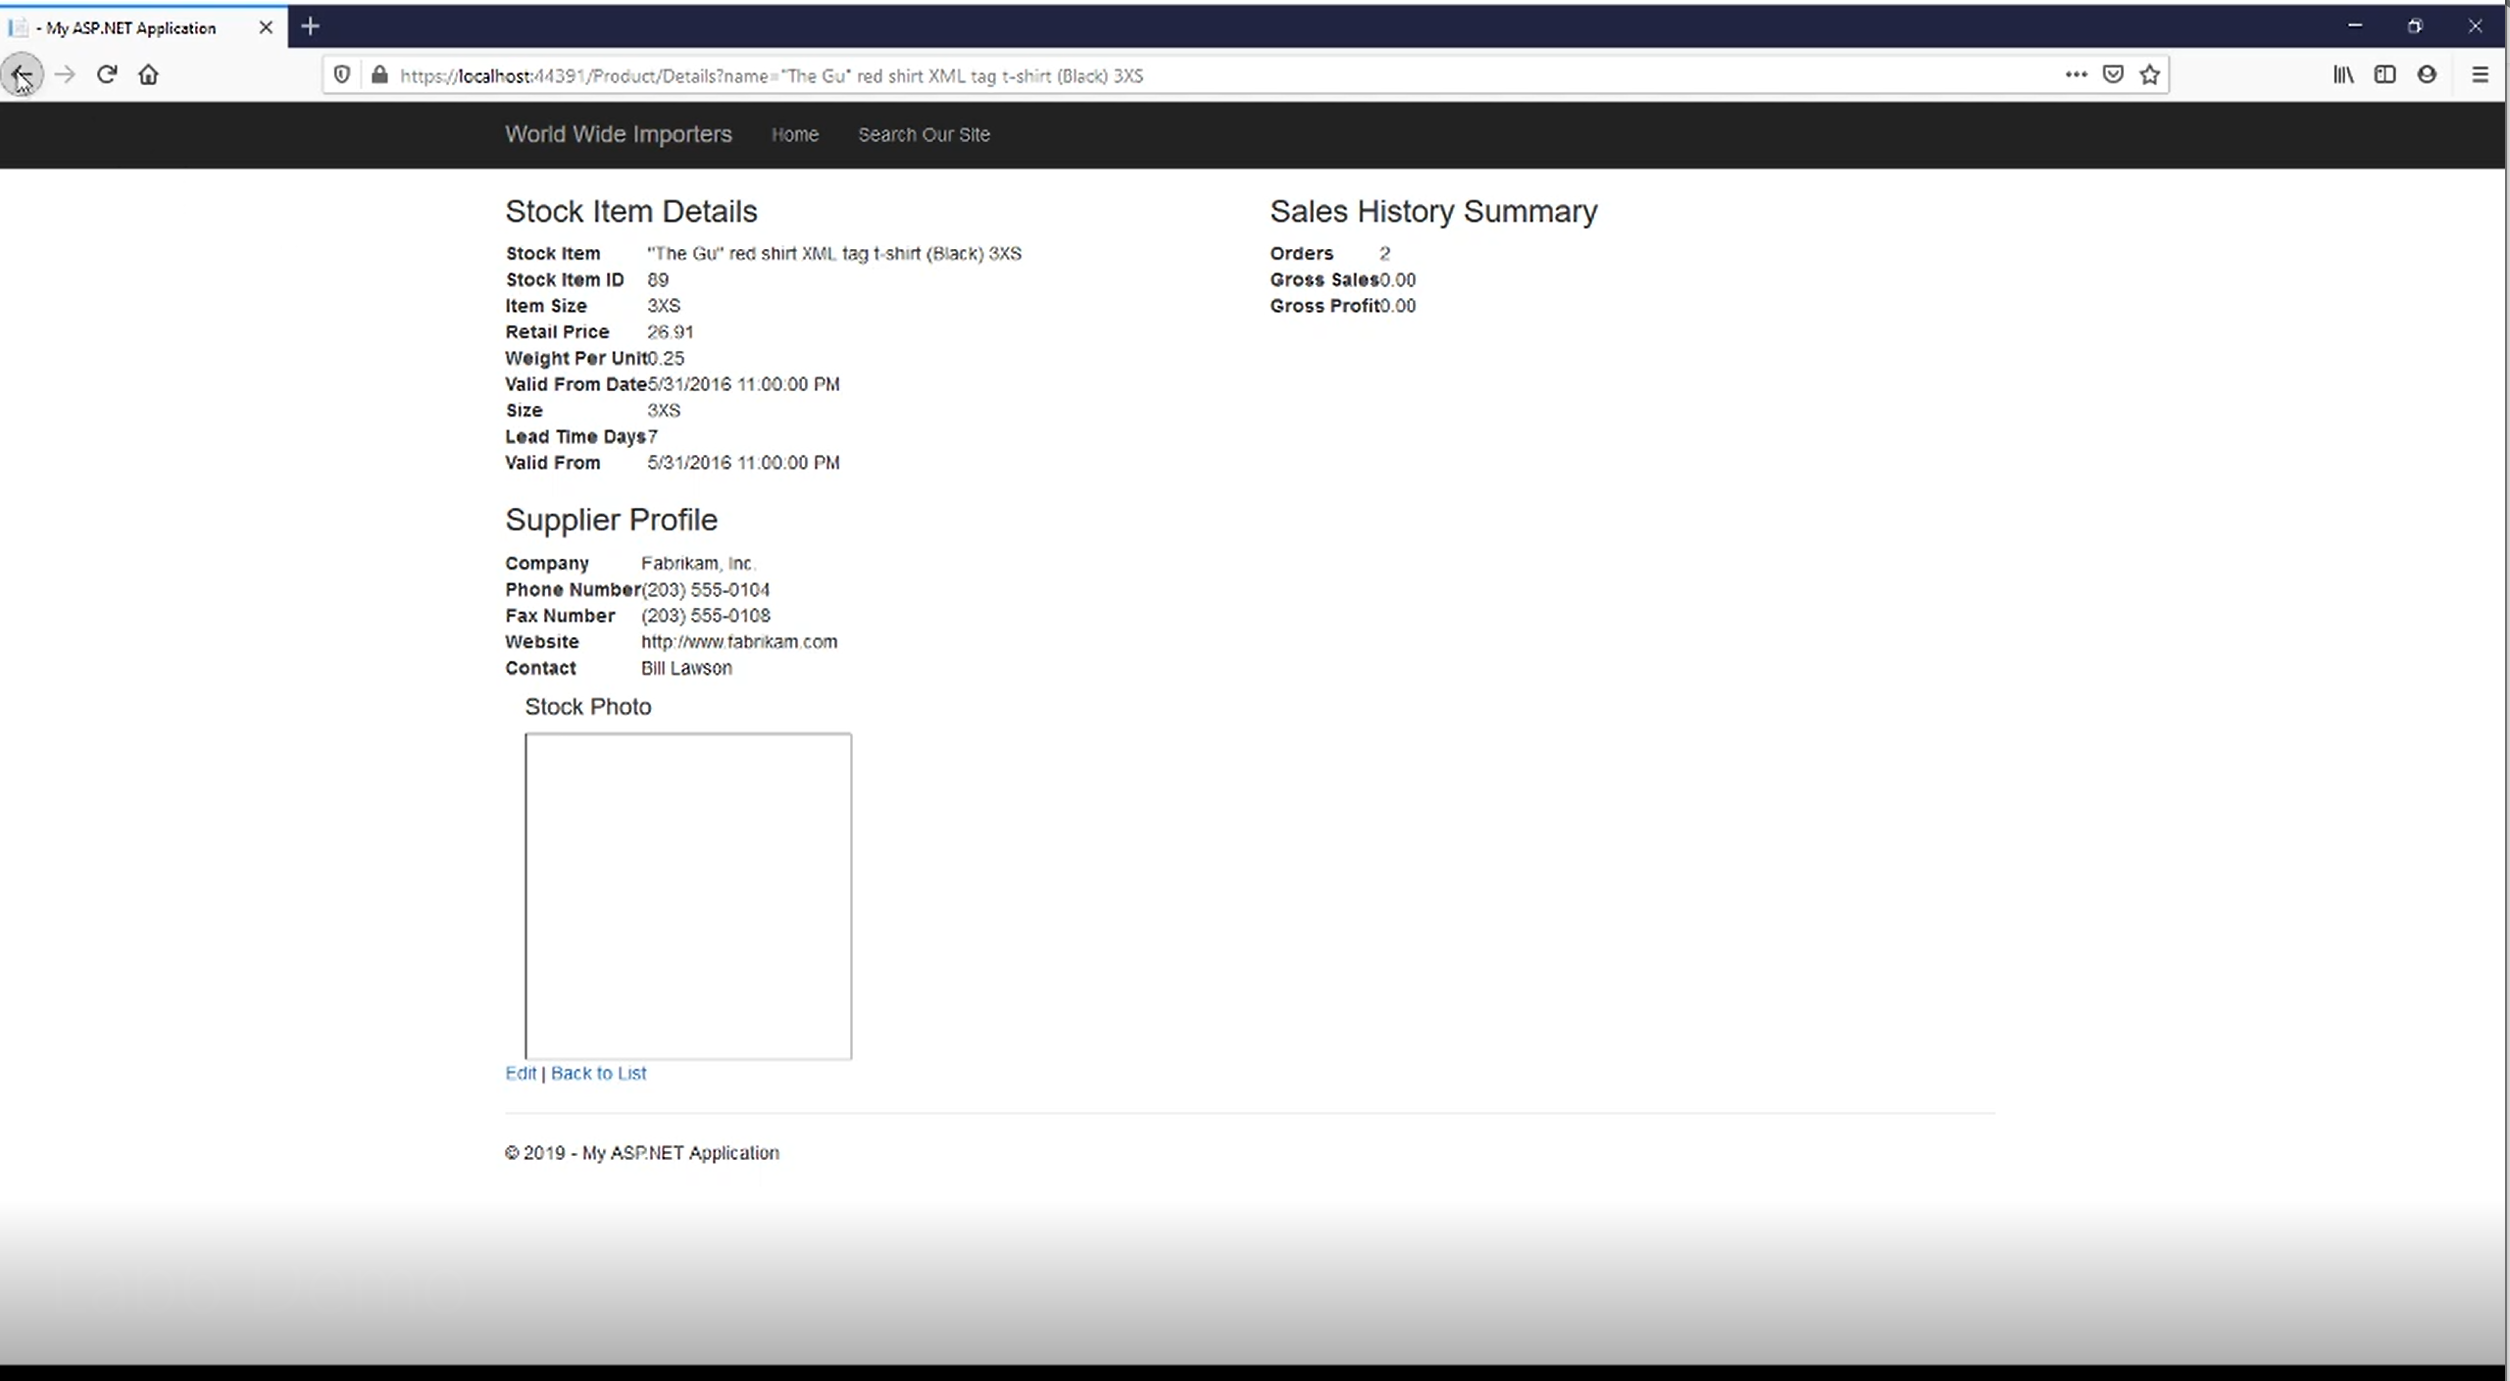 - My ASP.NET Application
https://localhost:44391/Product/Details?name="The Gu" red shirt XML tag t-shirt (Black) 3XS
World Wide Importers Home Search Our Site
Stock Item Details
Stock Item "The Gu" red shirt XML tag t-shirt (Black) 3XS
Stock Item ID 89
Item Size 3XS
Retail Price 26.91
Weight Per Unit 0.25
Valid From Date 5/31/2016 11:00:00 PM
Size 3XS
Lead Time Days 7
Valid From 5/31/2016 11:00:00 PM
Supplier Profile
Company Fabrikam, Inc.
Phone Number (203) 555-0104
Fax Number (203) 555-0108
Website http://www.fabrikam.com
Contact Bill Lawson
Stock Photo
Edit | Back to List
Sales History Summary
Orders 2
Gross Sales 0.00
Gross Profit 0.00
© 2019 - My ASP.NET Application